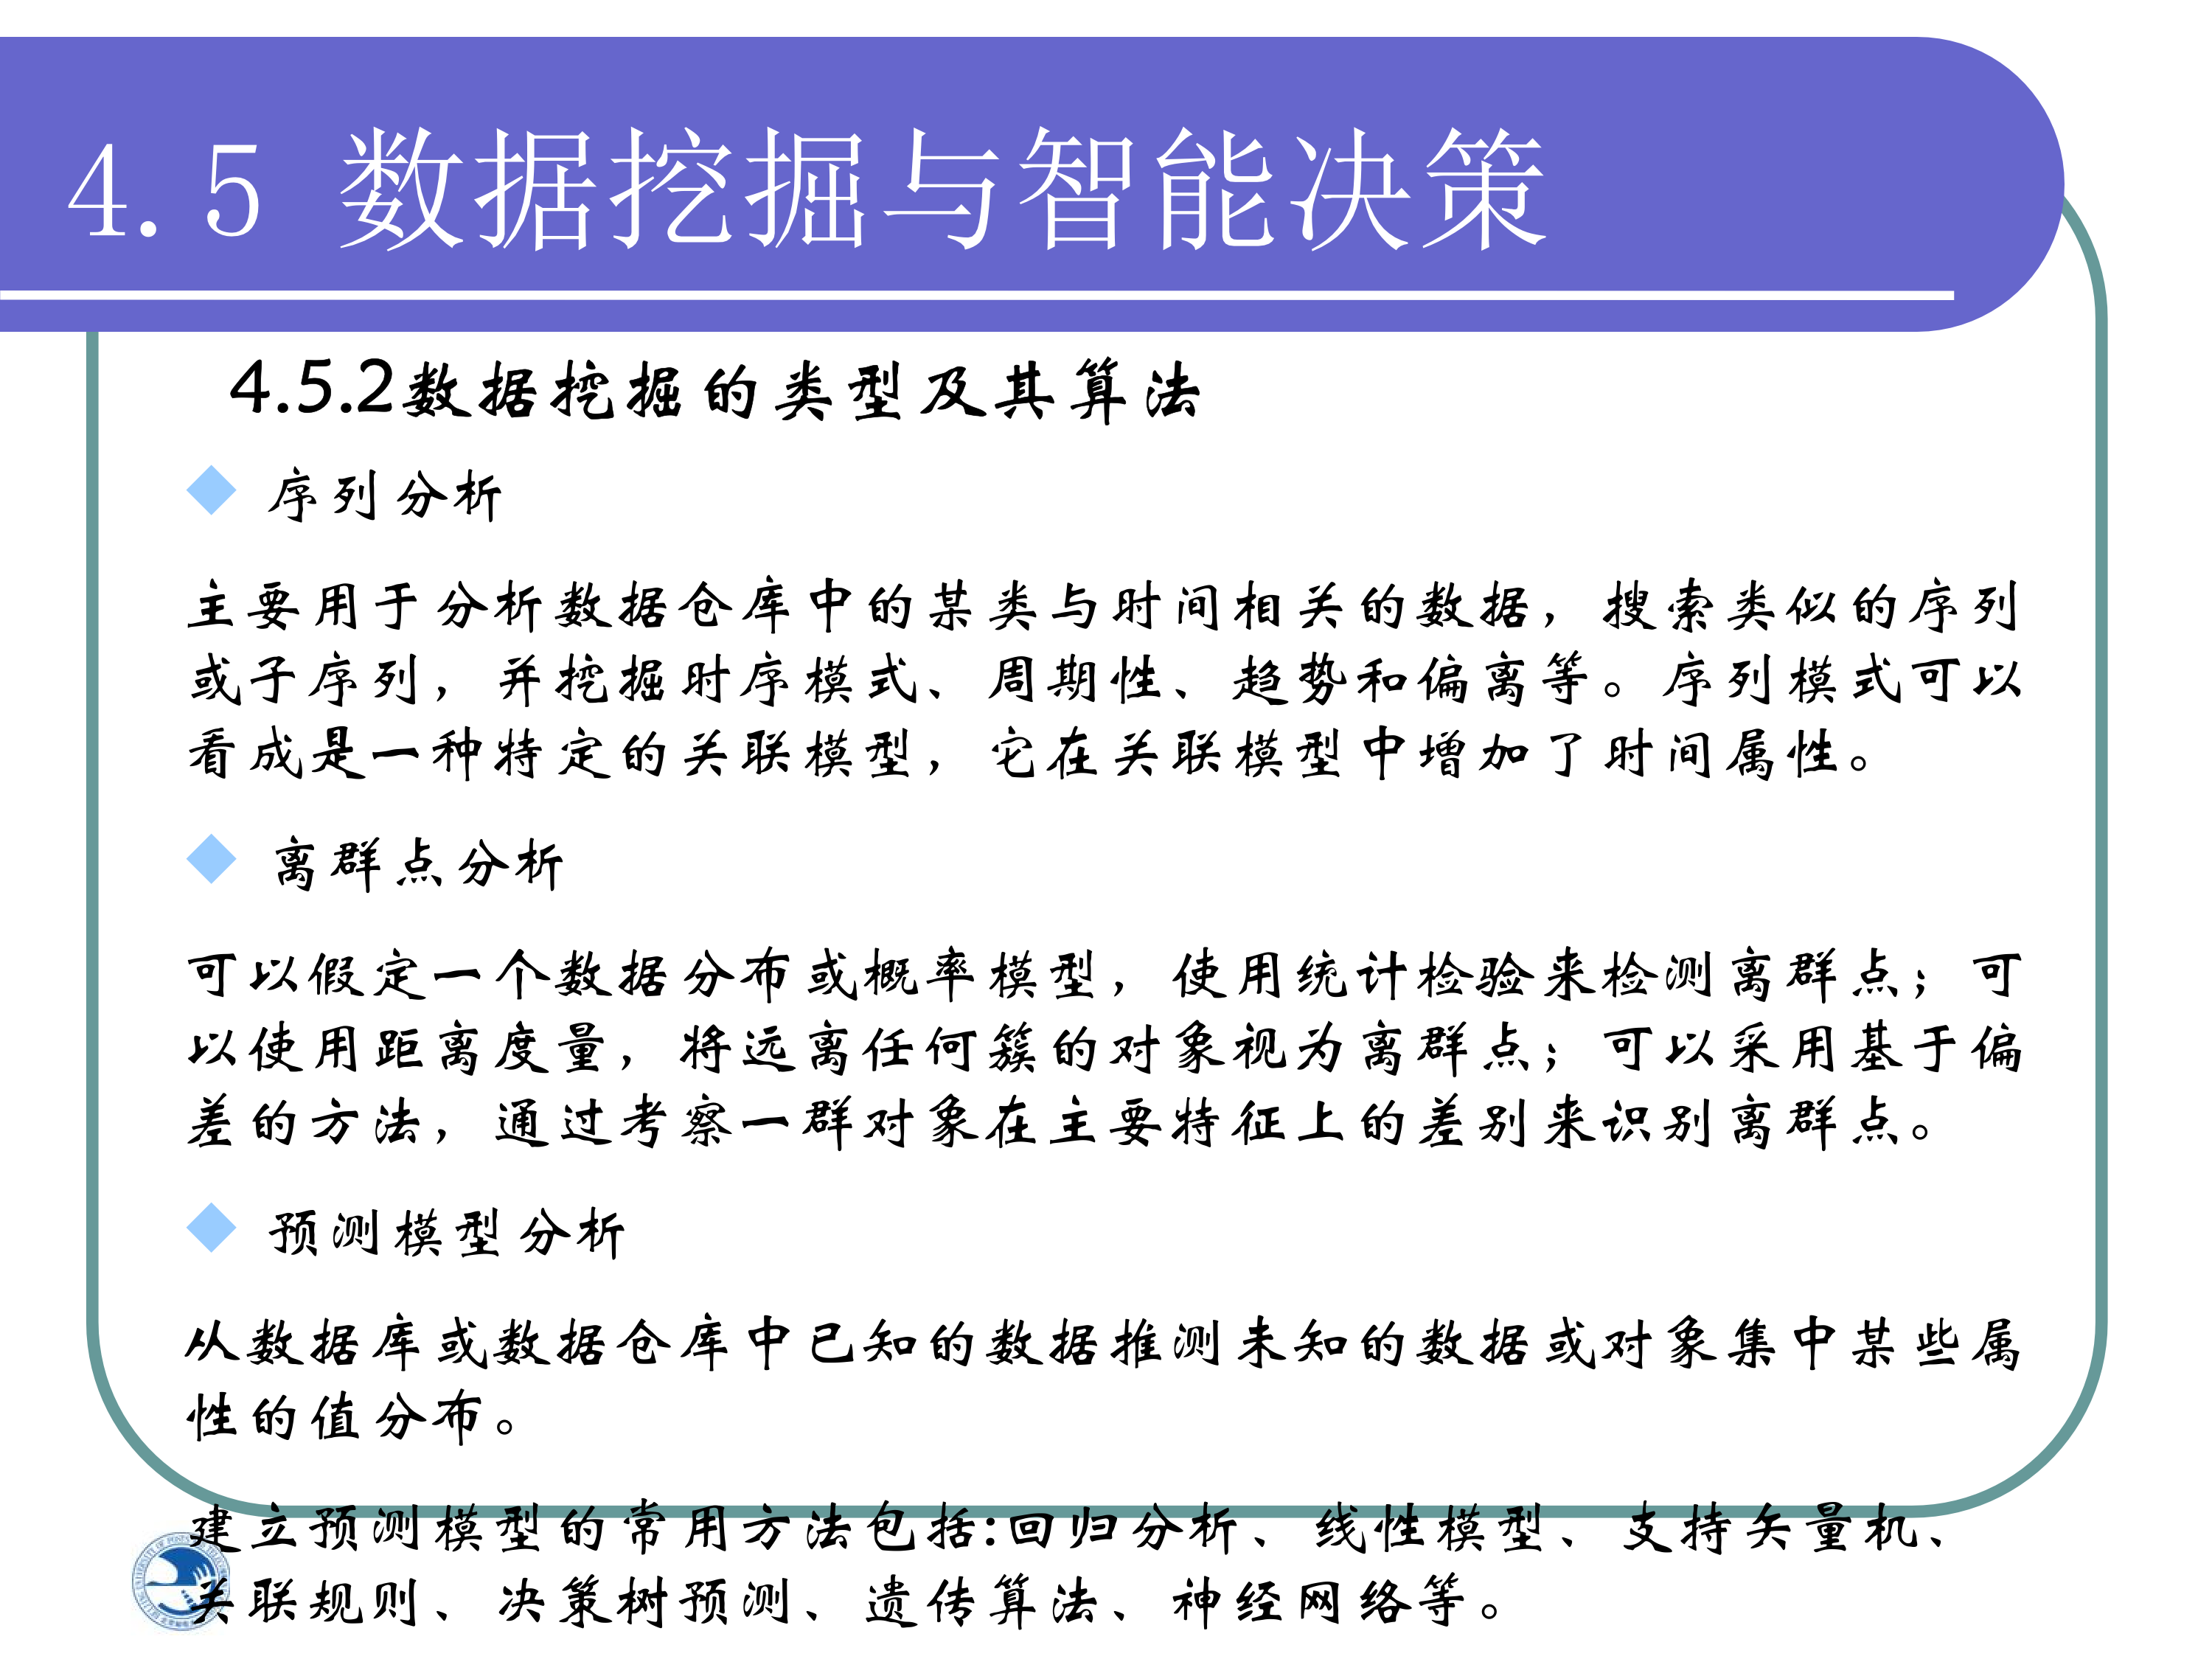 4.5 数据挖掘与智能决策
4.5.2数据挖掘的类型及其算法
序列分析
主要用于分析数据仓库中的某类与时间相关的数据，搜索类似的序列
或子序列，并挖掘时序模式、周期性、趋势和偏离等。序列模式可以
看成是一种特定的关联模型，它在关联模型中增加了时间属性。
离群点分析
可以假定一个数据分布或概率模型，使用统计检验来检测离群点；可
以使用距离度量，将远离任何簇的对象视为离群点；可以采用基于偏
差的方法，通过考察一群对象在主要特征上的差别来识别离群点。
预测模型分析
从数据库或数据仓库中已知的数据推测未知的数据或对象集中某些属
性的值分布。
建立预测模型的常用方法包括:回归分析、线性模型、支持矢量机、
关联规则、决策树预测、遗传算法、神经网络等。